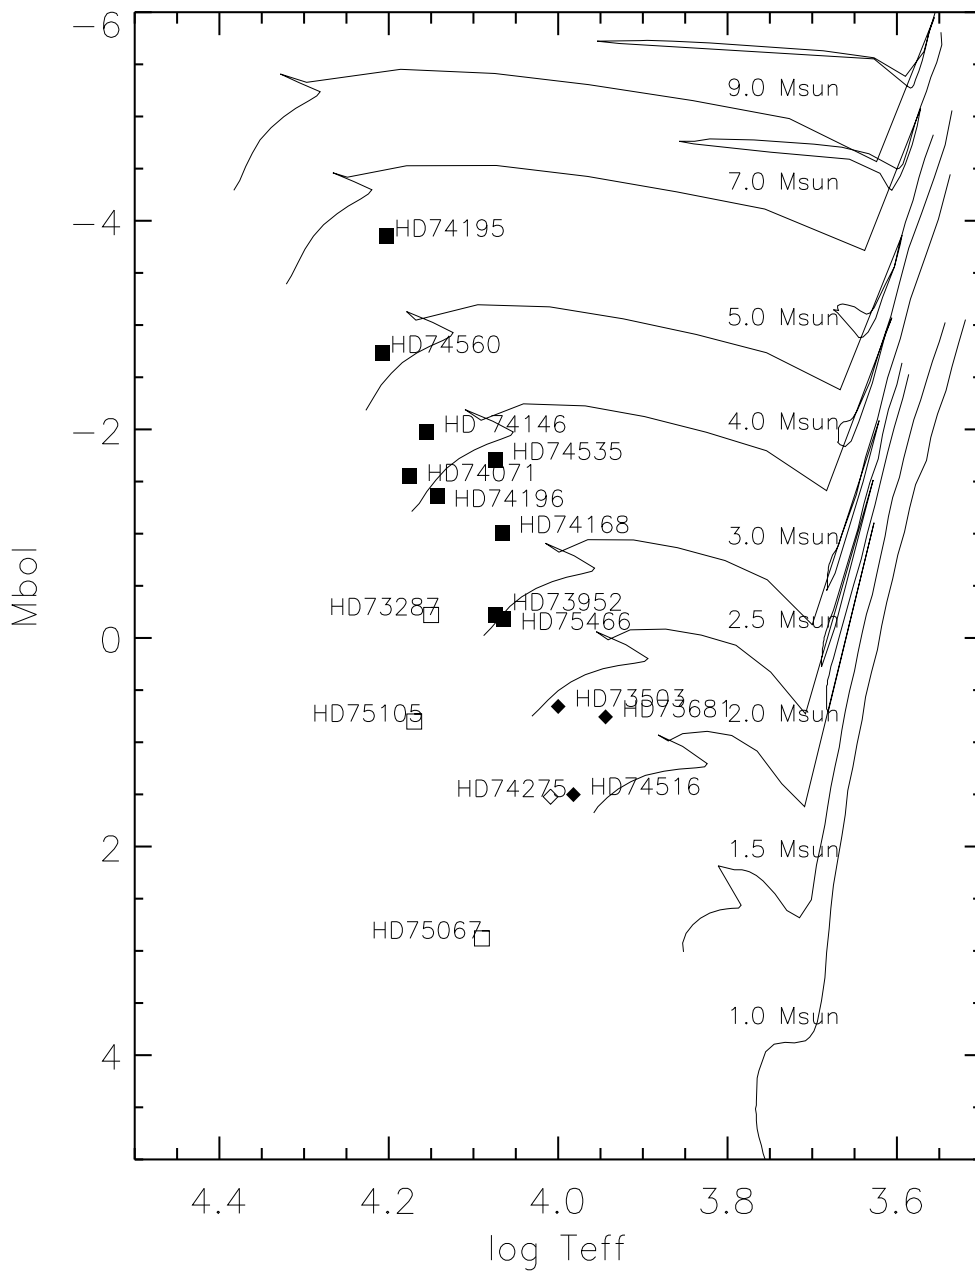 −6
9.0 Msun
7.0 Msun
−4
HD74195
5.0 Msun
HD74560
−2
HD 74146
4.0 Msun
HD74535
HD74071
HD74196
HD74168
3.0 Msun
Mbol
HD73287
HD73952
HD75466
2.5 Msun
0
HD73503
HD73681
2.0 Msun
HD75105
HD74275
HD74516
2
1.5 Msun
HD75067
1.0 Msun
4
4.4 4.2 4.0 3.8 3.6
log Teff